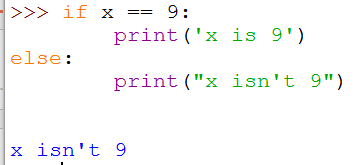 >>> if x == 9:
        print('x is 9')
else:
        print("x isn't 9")
x isn't 9